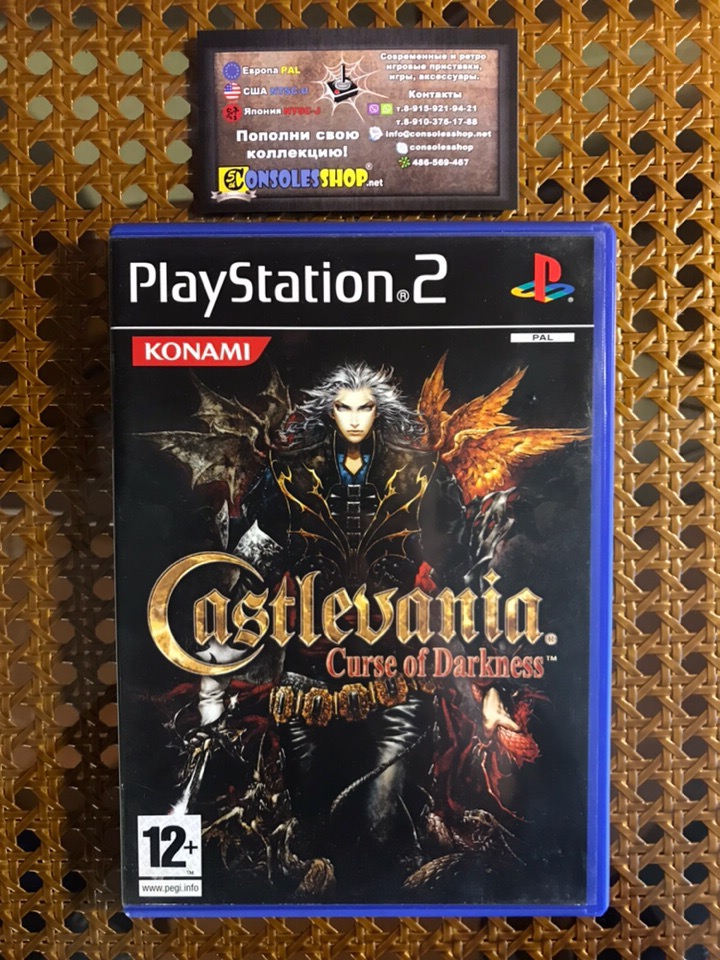 Европа PAL
США NTSC-U
Япония NTSC-J
Пополни свою
коллекцию!
CONSOLESSHOP.net
Современные и ретро
игровые приставки,
игры, аксессуары.
Контакты
т.8-915-921-94-21
т.8-910-376-17-88
info@consolesshop.net
consolesshop
486-569-467
PlayStation®2
PAL
KONAMI
Castlevania®
Curse of Darkness™
12+
www.pegi.info